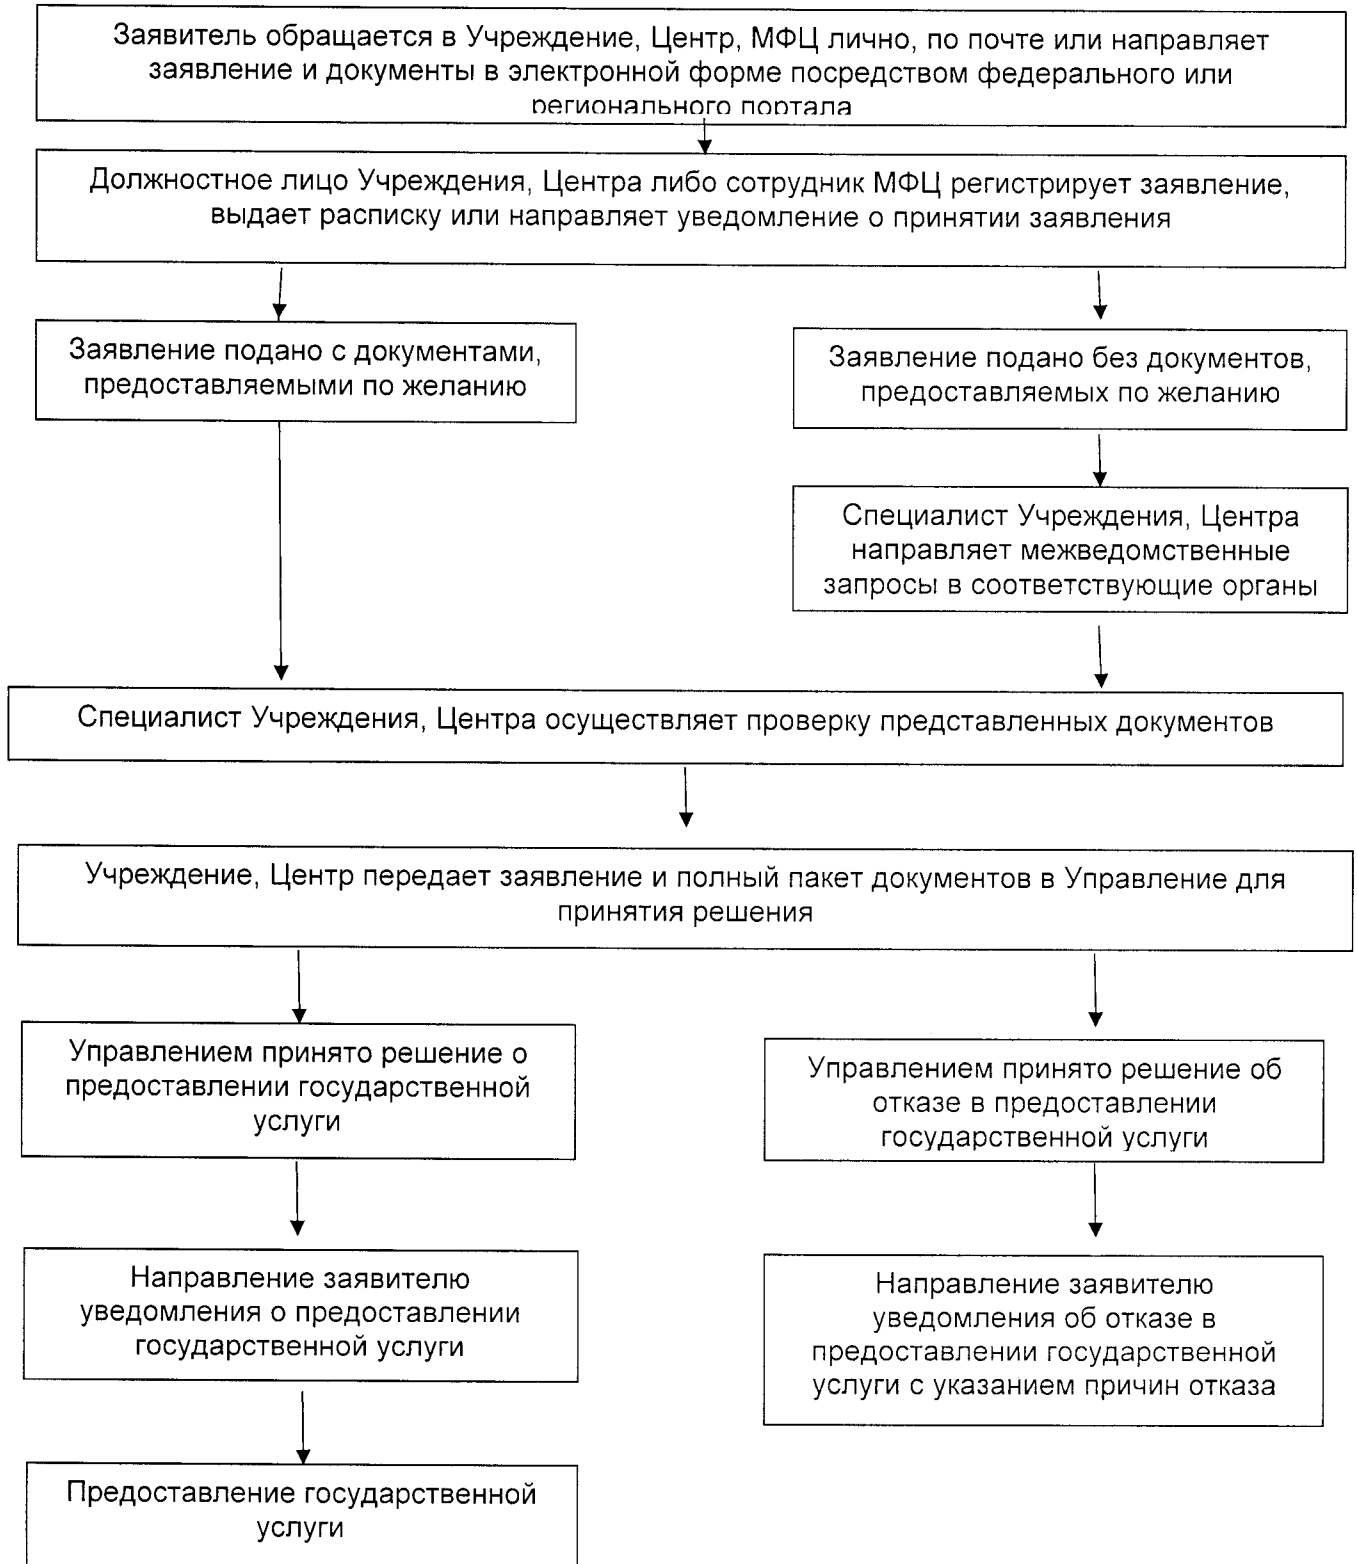 Заявитель обращается в Учреждение, Центр, МФЦ лично, по почте или направляет
заявление и документы в электронной форме посредством федерального или
регионального портала
Должностное лицо Учреждения, Центра либо сотрудник МФЦ регистрирует заявление,
выдает расписку или направляет уведомление о принятии заявления
Заявление подано с документами,
предоставляемыми по желанию
Заявление подано без документов,
предоставляемых по желанию
Специалист Учреждения, Центра
направляет межведомственные
запросы в соответствующие органы
Специалист Учреждения, Центра осуществляет проверку представленных документов
Учреждение, Центр передает заявление и полный пакет документов в Управление для
принятия решения
Управлением принято решение о
предоставлении государственной
услуги
Управлением принято решение об
отказе в предоставлении
государственной услуги
Направление заявителю
уведомления о предоставлении
государственной услуги
Направление заявителю
уведомления об отказе в
предоставлении государственной
услуги с указанием причин отказа
Предоставление государственной
услуги